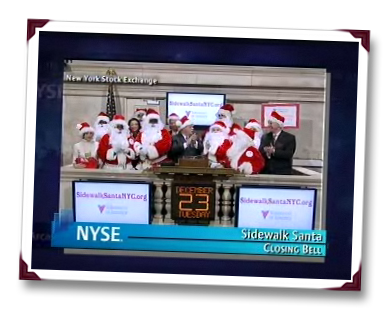 New York Stock Exchange
SidewalkSantaNYC.org
SidewalkSantaNYC.org
DECEMBER
23
TUESDAY
SidewalkSantaNYC.org
NYSE.
Sidewalk Santa
CLOSING BELL